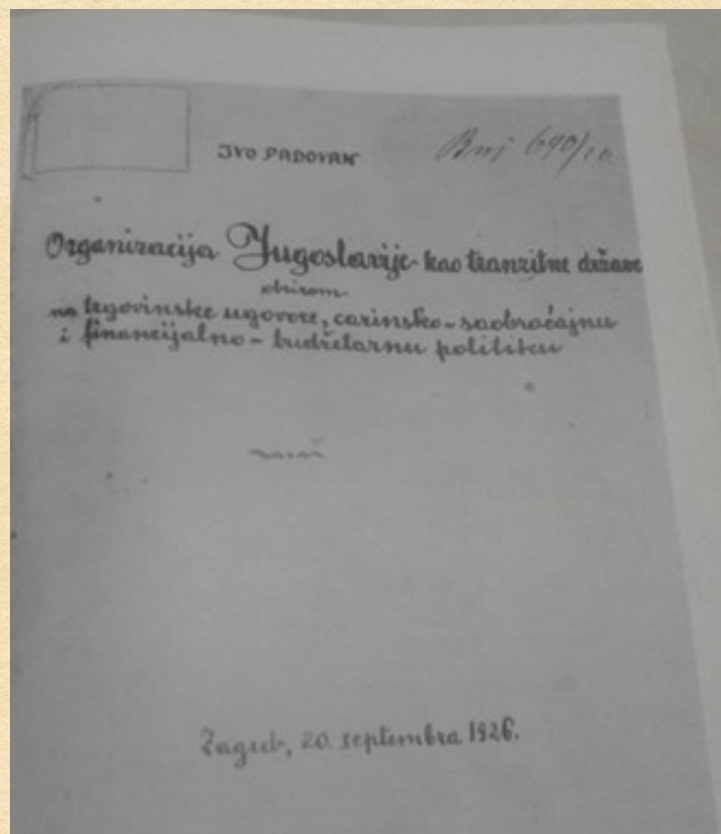 IVO PADOVAN
Broj 690/26
Organizacija Jugoslavije kao tranzitne države
obzirom
na trgovinske ugovore, carinsko-saobraćajnu
i financijalno-budžetarnu politiku
Zagreb, 20. septembra 1926.